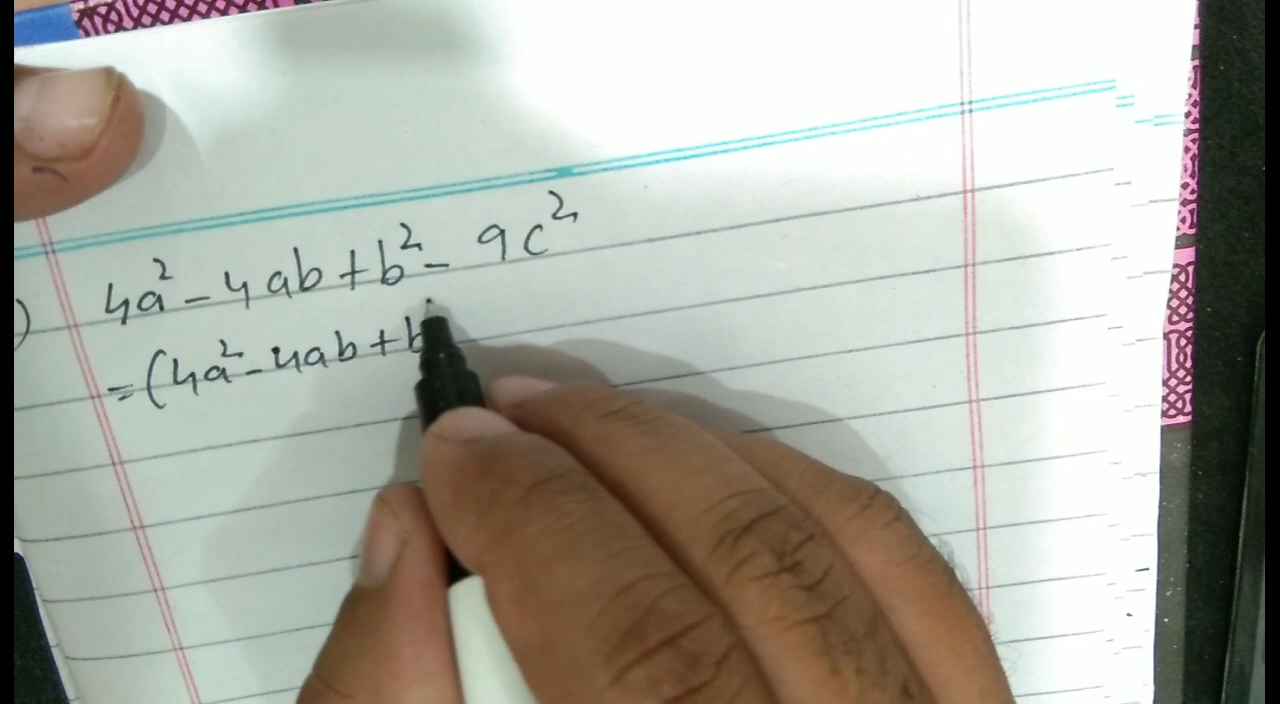 ) 4a² - 4ab + b² - 9c²
= (4a² - 4ab + b